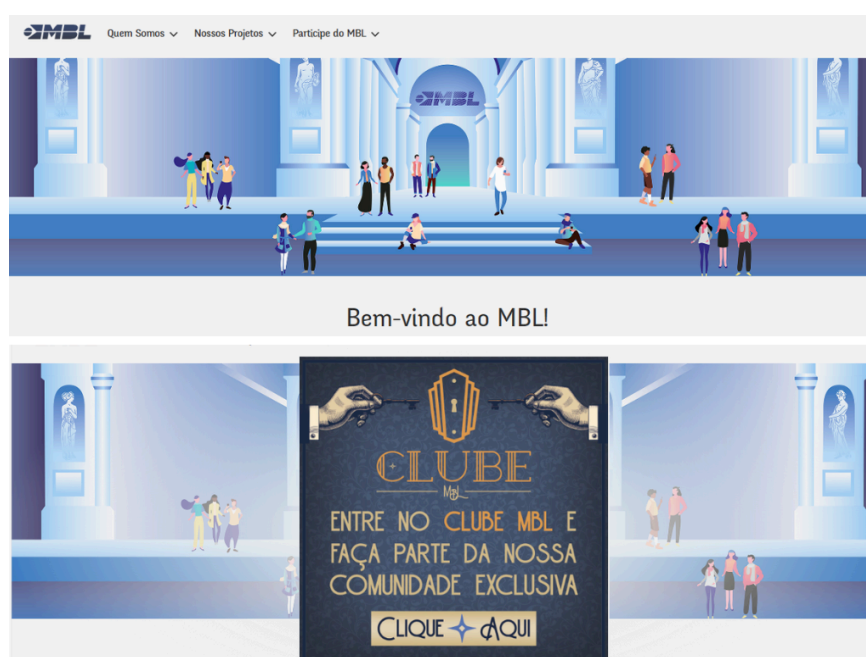 MBL
Quem Somos
Nossos Projetos
Participe do MBL
MBL
Bem-vindo ao MBL!
CLUBE
MBL
ENTRE NO CLUBE MBL E
FAÇA PARTE DA NOSSA
COMUNIDADE EXCLUSIVA
CLIQUE AQUI